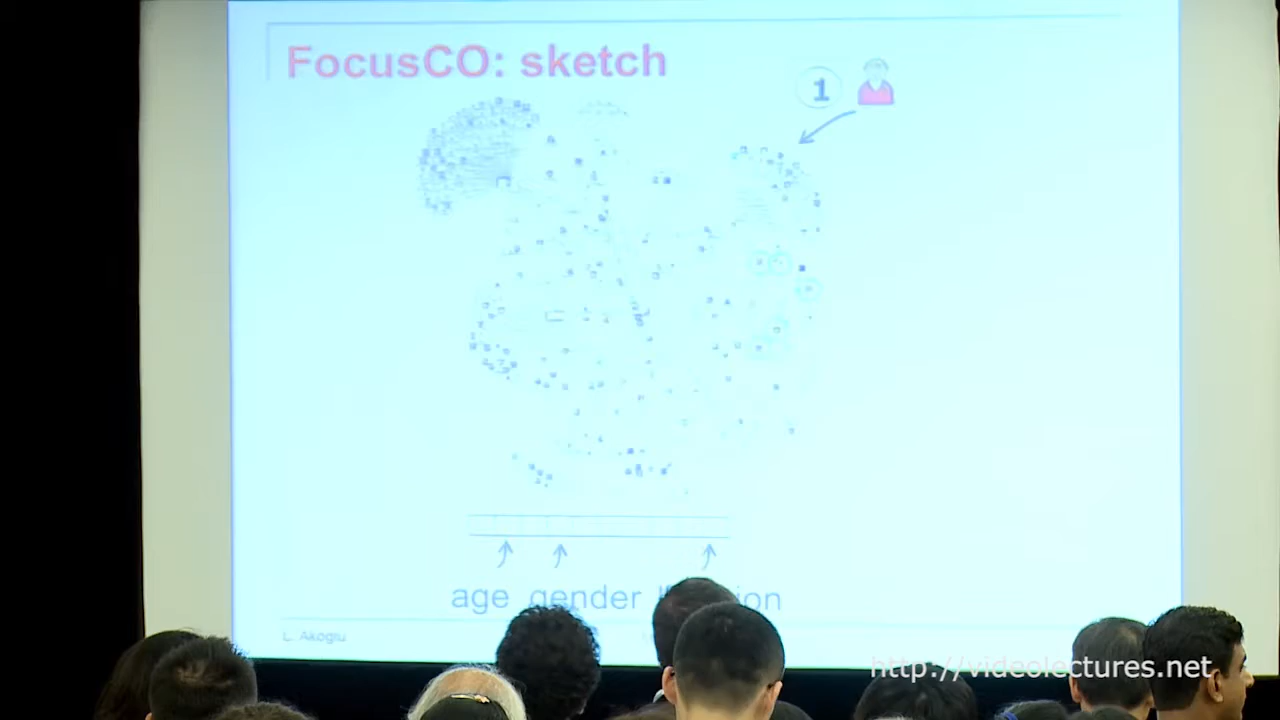 FocusCO: sketch
1
age gender
L. Akoglu
http://videolectures.net